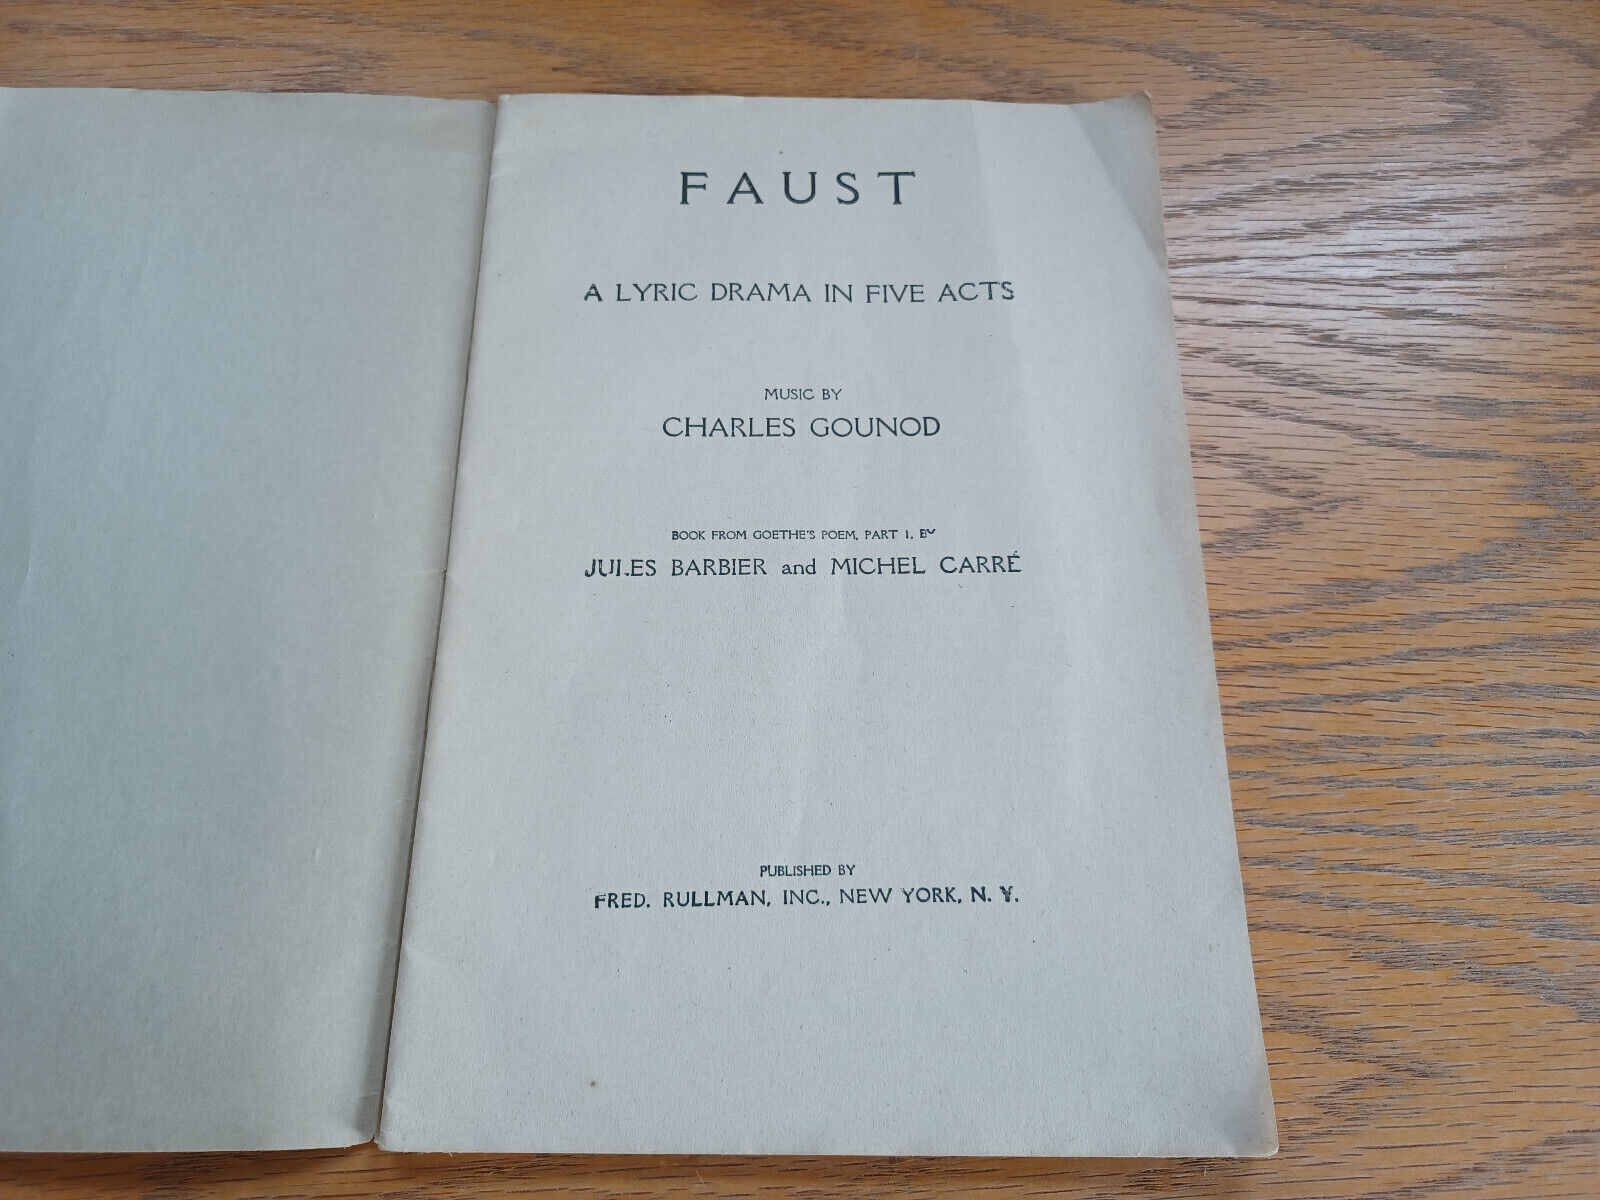 FAUST
A LYRIC DRAMA IN FIVE ACTS
MUSIC BY
CHARLES GOUNOD
BOOK FROM GOETHE'S POEM, PART I, BY
JULES BARBIER and MICHEL CARRÉ
PUBLISHED BY
FRED. RULLMAN, INC., NEW YORK, N. Y.